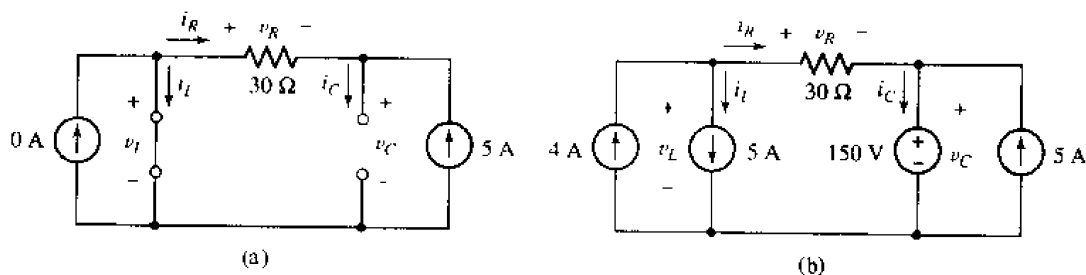 i_R + v_R −
30 Ω
i_L
i_C
+
+
0 A
v_L
v_C
5 A
−
-
(a)
i_R + v_R −
30 Ω
i_L
i_C
+
+
4 A
v_L
5 A
150 V
+
−
v_C
5 A
−
(b)